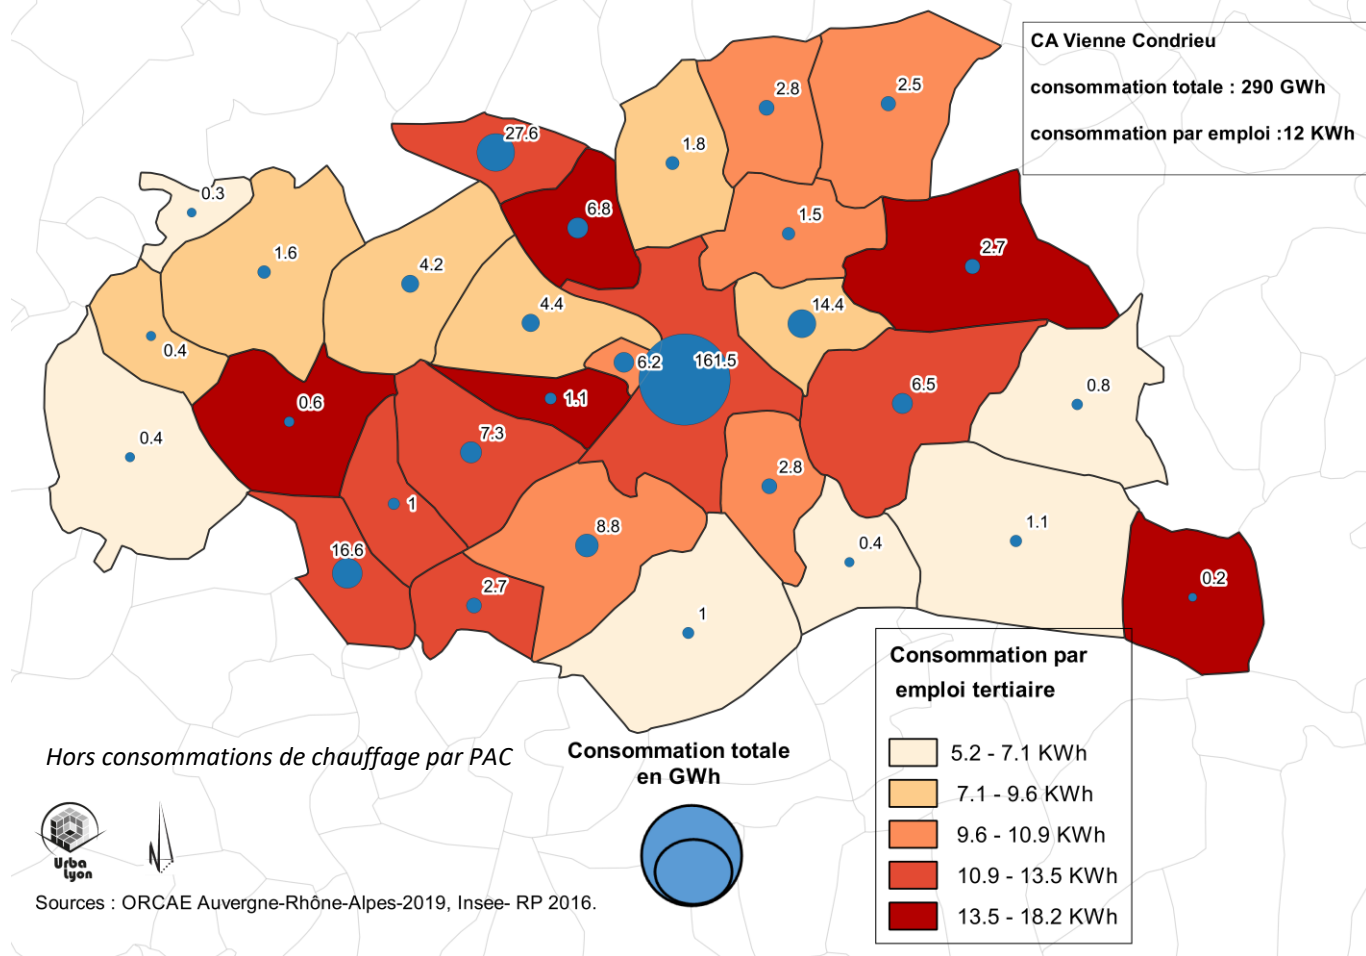 CA Vienne Condrieu
consommation totale : 290 GWh
consommation par emploi :12 KWh
2.8
2.5
27.6
1.8
0.3
6.8
1.5
1.6
4.2
2.7
4.4
14.4
0.4
6.2
161.5
0.6
1.1
6.5
0.8
0.4
7.3
2.8
1
8.8
0.4
1.1
16.6
2.7
1
0.2
Consommation par
emploi tertiaire
5.2 - 7.1 KWh
7.1 - 9.6 KWh
9.6 - 10.9 KWh
10.9 - 13.5 KWh
13.5 - 18.2 KWh
Hors consommations de chauffage par PAC
Consommation totale
en GWh
N
Urba
Lyon
Sources : ORCAE Auvergne-Rhône-Alpes-2019, Insee- RP 2016.